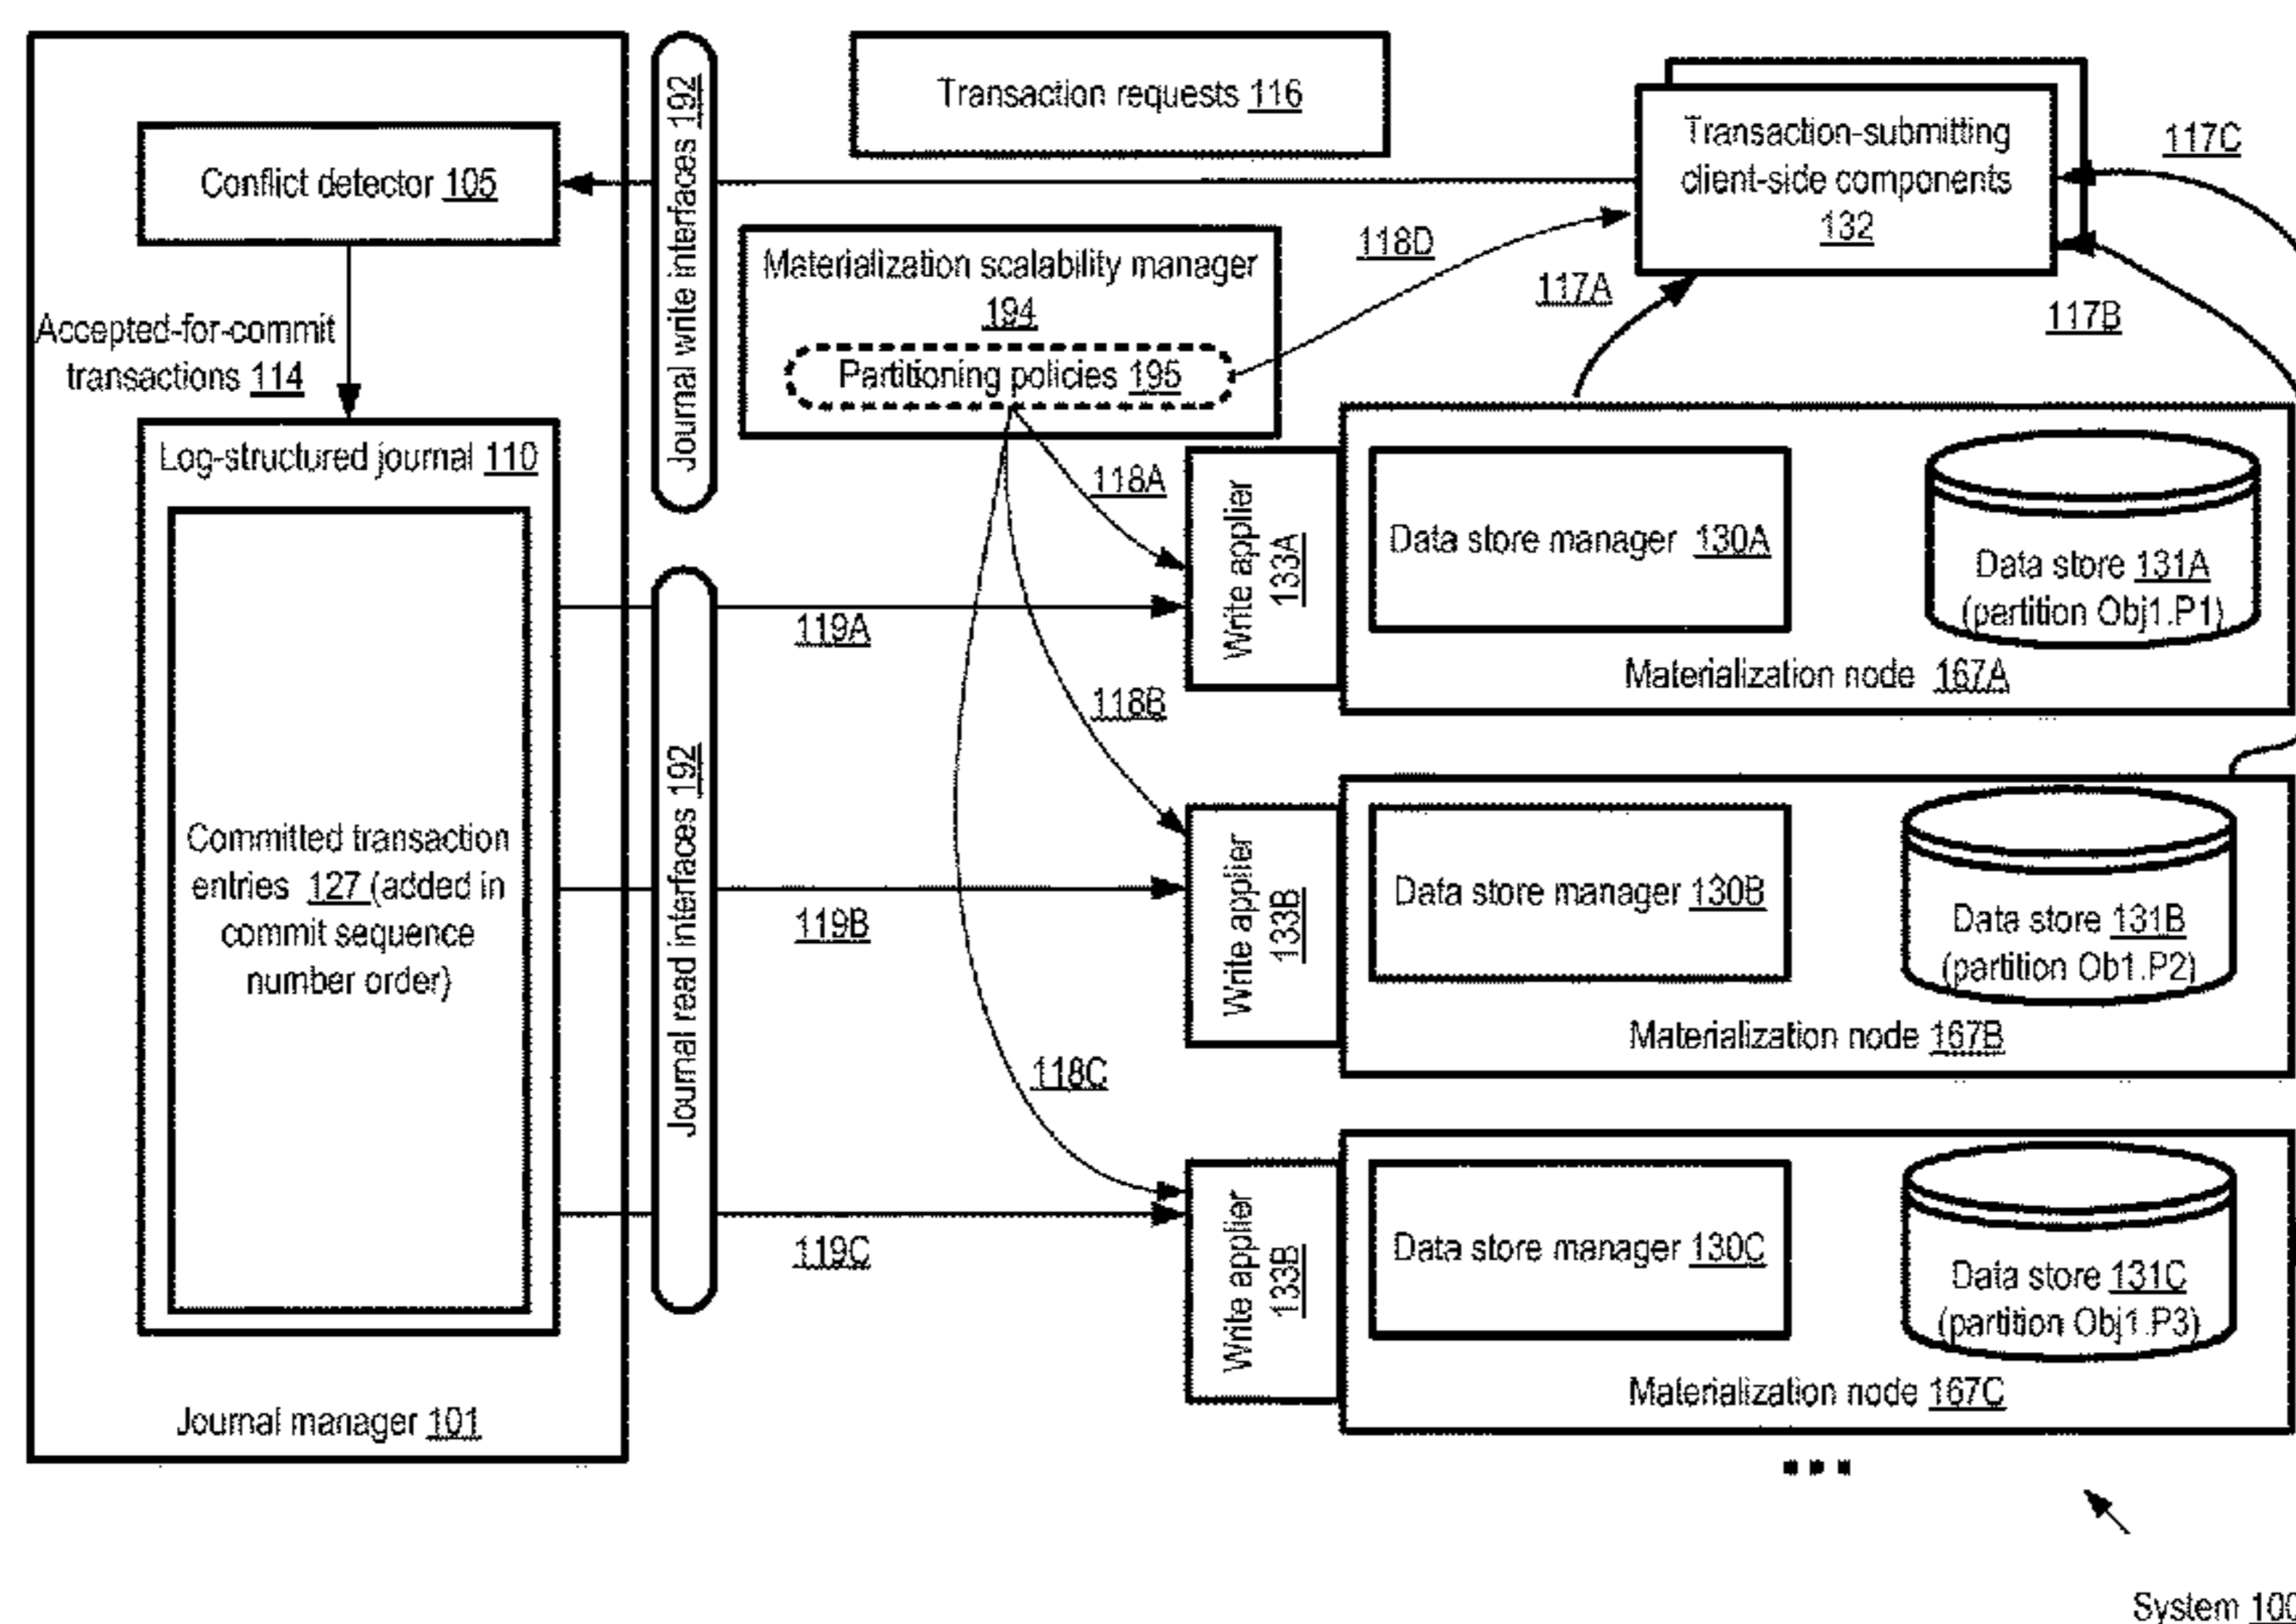 Transaction requests 116
Transaction-submitting
client-side components
132
117C
Conflict detector 105
Journal write interfaces 192
Materialization scalability manager
194
Partitioning policies 195
118D
117A
117B
Accepted-for-commit
transactions 114
Log-structured journal 110
118A
Write applier
133A
Data store manager 130A
Data store 131A
(partition Obj1.P1)
Materialization node 167A
119A
118B
Committed transaction
entries 127 (added in
commit sequence
number order)
Journal read interfaces 192
119B
Write applier
133B
Data store manager 130B
Data store 131B
(partition Ob1.P2)
Materialization node 167B
118C
119C
Write applier
133B
Data store manager 130C
Data store 131C
(partition Obj1.P3)
Materialization node 167C
Journal manager 101
...
System 100